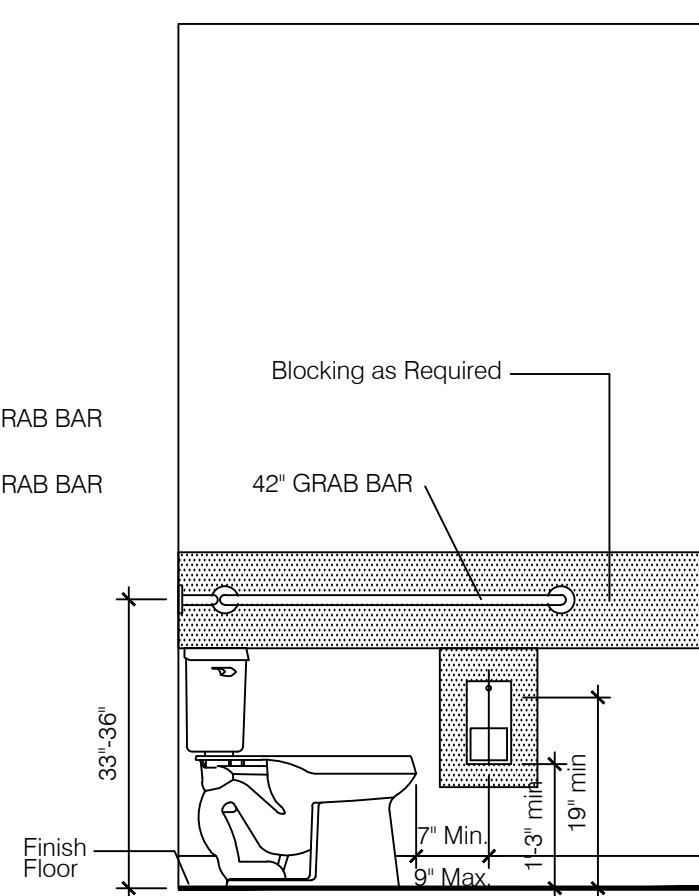 Blocking as Required
RAB BAR
RAB BAR
42" GRAB BAR
33"-36"
1'-3" min
19" min
7" Min.
9" Max.
Finish
Floor